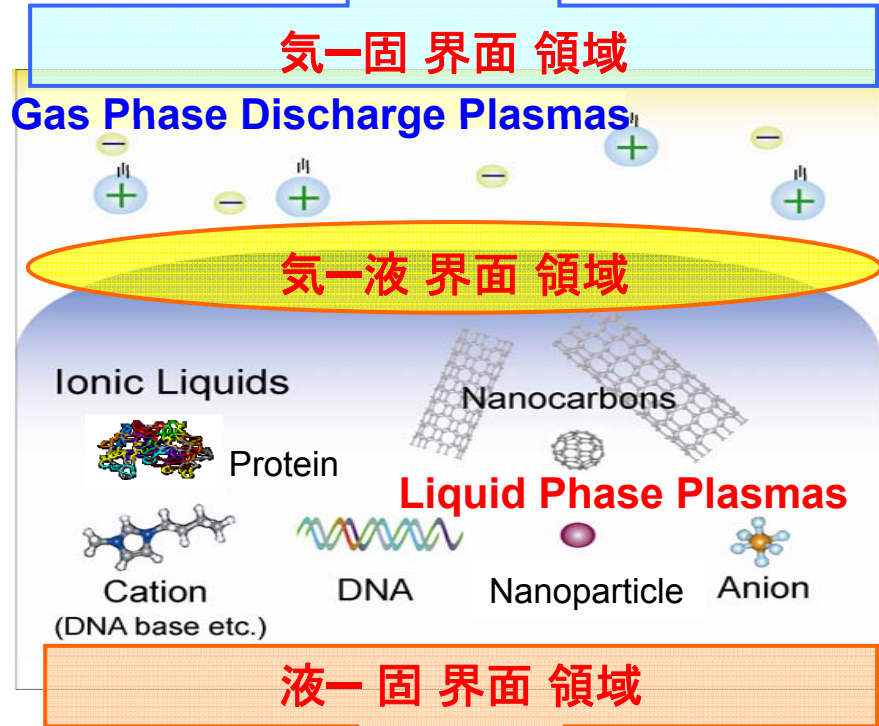 気ー固 界面 領域
Gas Phase Discharge Plasmas
− + − + − + − +
気ー液 界面 領域
Ionic Liquids
Nanocarbons
Protein
Liquid Phase Plasmas
Cation
DNA
Nanoparticle
Anion
(DNA base etc.)
液ー 固 界面 領域